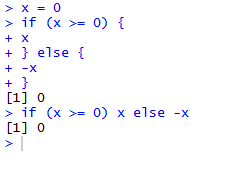 > x = 0
> if (x >= 0) {
+ x
+ } else {
+ -x
+ }
[1] 0
> if (x >= 0) x else -x
[1] 0
>